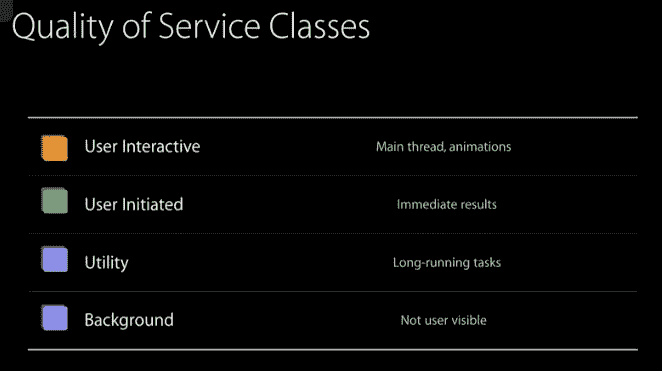 Quality of Service Classes
User Interactive Main thread, animations
User Initiated Immediate results
Utility Long-running tasks
Background Not user visible